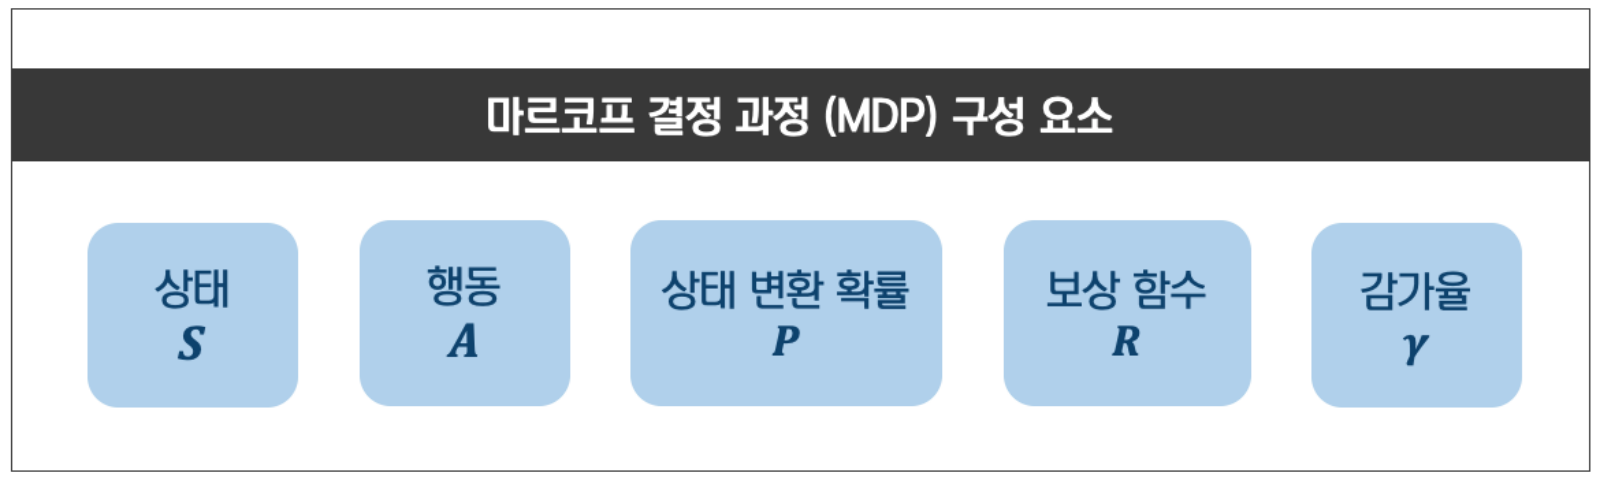 마르코프 결정 과정 (MDP) 구성 요소
상태
S
행동
A
상태 변환 확률
P
보상 함수
R
감가율
γ